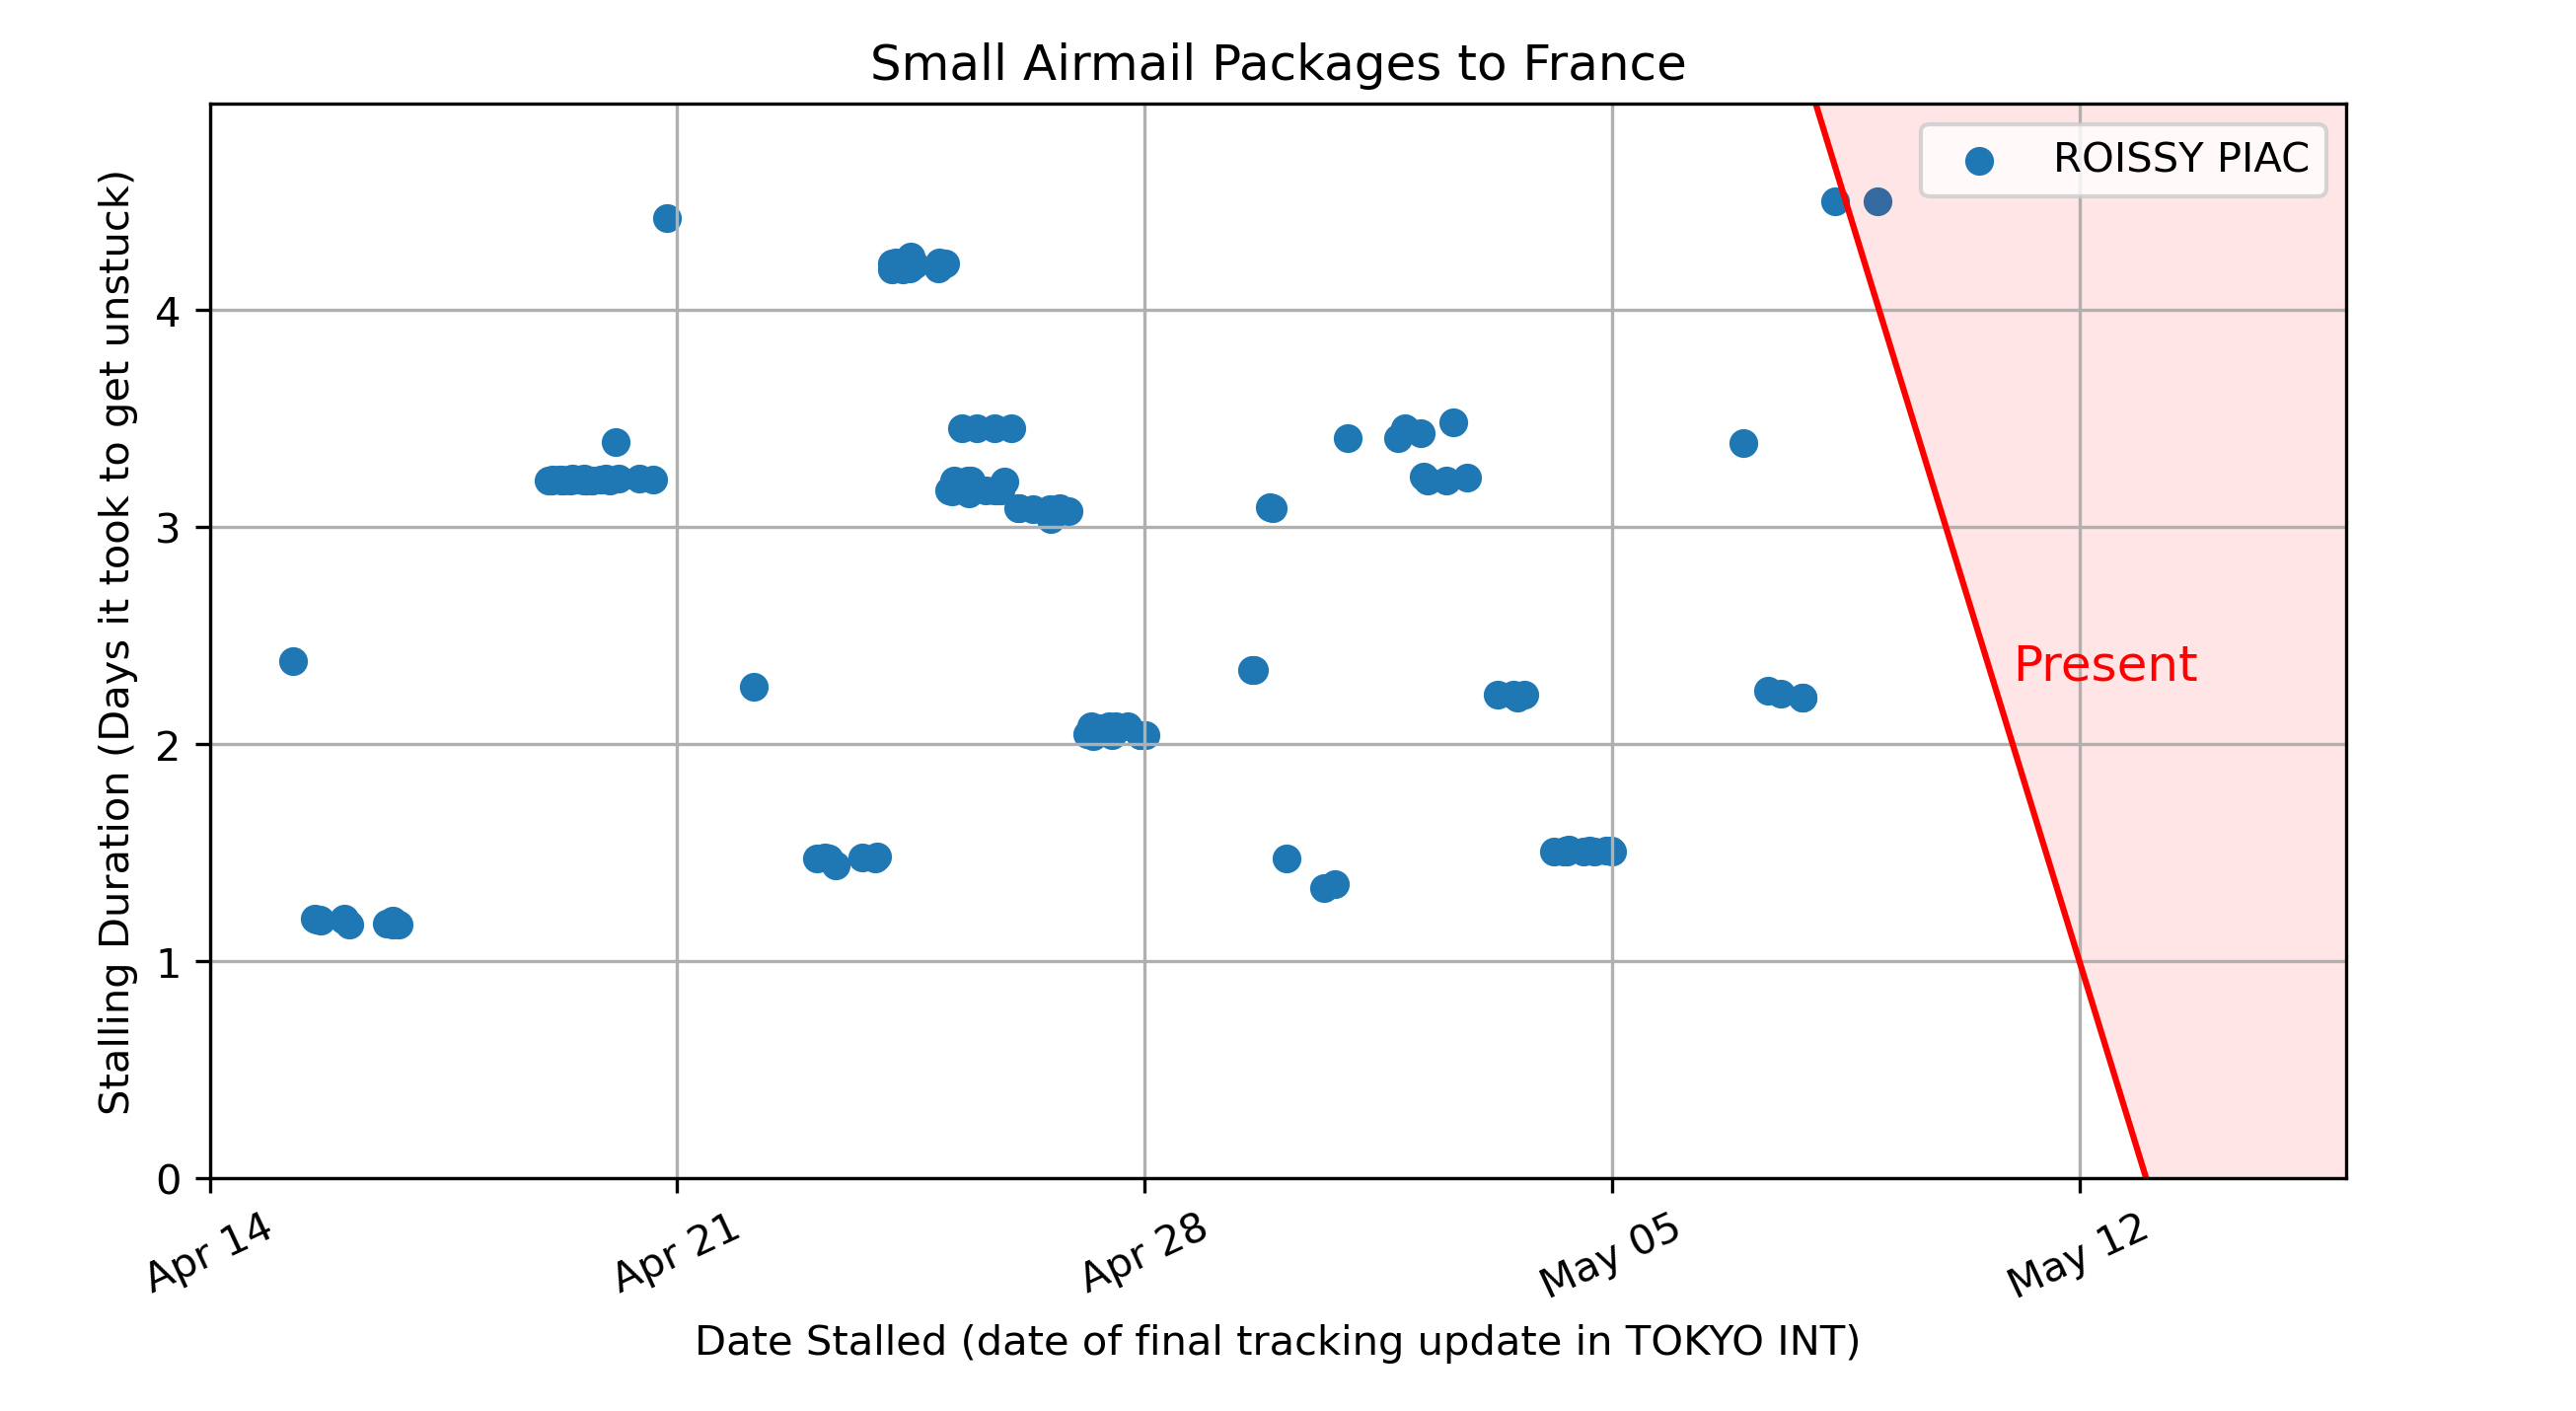 Small Airmail Packages to France
ROISSY PIAC
Stalling Duration (Days it took to get unstuck)
4
3
2
1
0
Present
Apr 14
Apr 21
Apr 28
May 05
May 12
Date Stalled (date of final tracking update in TOKYO INT)